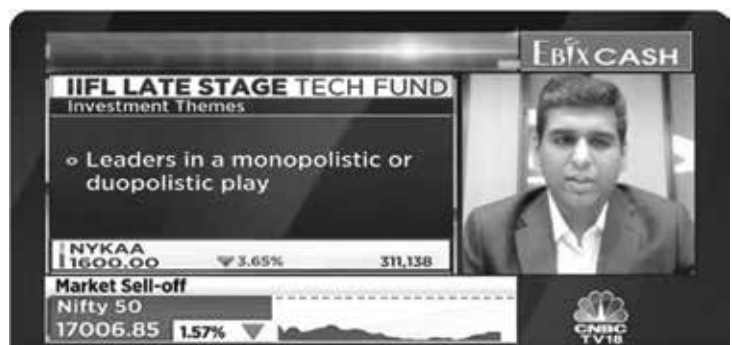 EbixCASH
IIFL LATE STAGE TECH FUND
Investment Themes
Leaders in a monopolistic or
duopolistic play
NYKAA
1600.00 3.65% 311,138
Market Sell-off
Nifty 50
17006.85 1.57%
CNBC
TV18